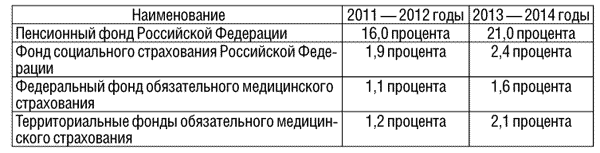 Наименование 2011 — 2012 годы 2013 — 2014 годы
Пенсионный фонд Российской Федерации 16,0 процента 21,0 процента
Фонд социального страхования Российской Феде- 1,9 процента 2,4 процента
рации
Федеральный фонд обязательного медицинского 1,1 процента 1,6 процента
страхования
Территориальные фонды обязательного медицин- 1,2 процента 2,1 процента
ского страхования